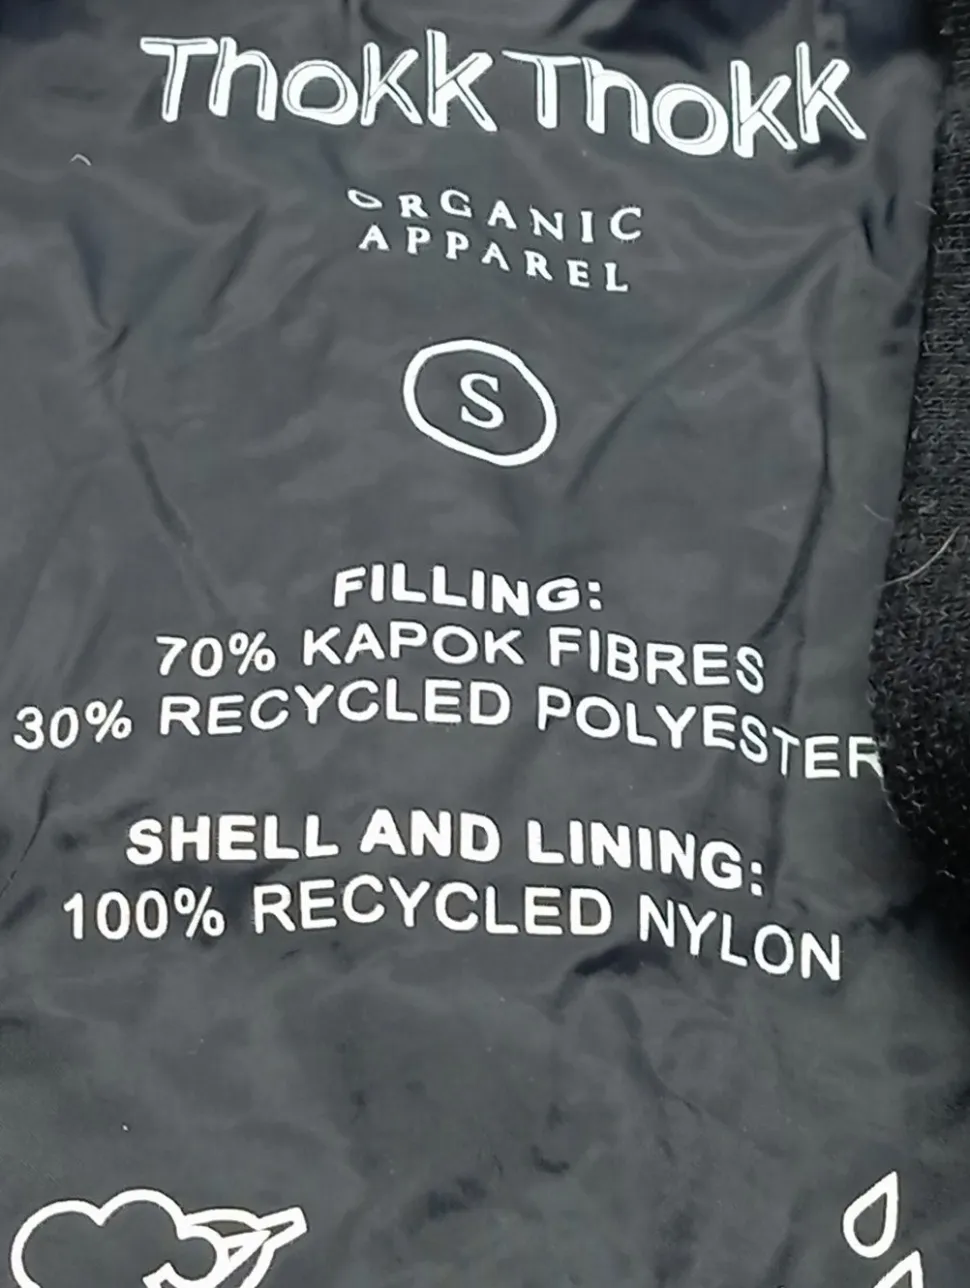 ThokkThokk
ORGANIC
APPAREL
S
FILLING:
70% KAPOK FIBRES
30% RECYCLED POLYESTER
SHELL AND LINING:
100% RECYCLED NYLON